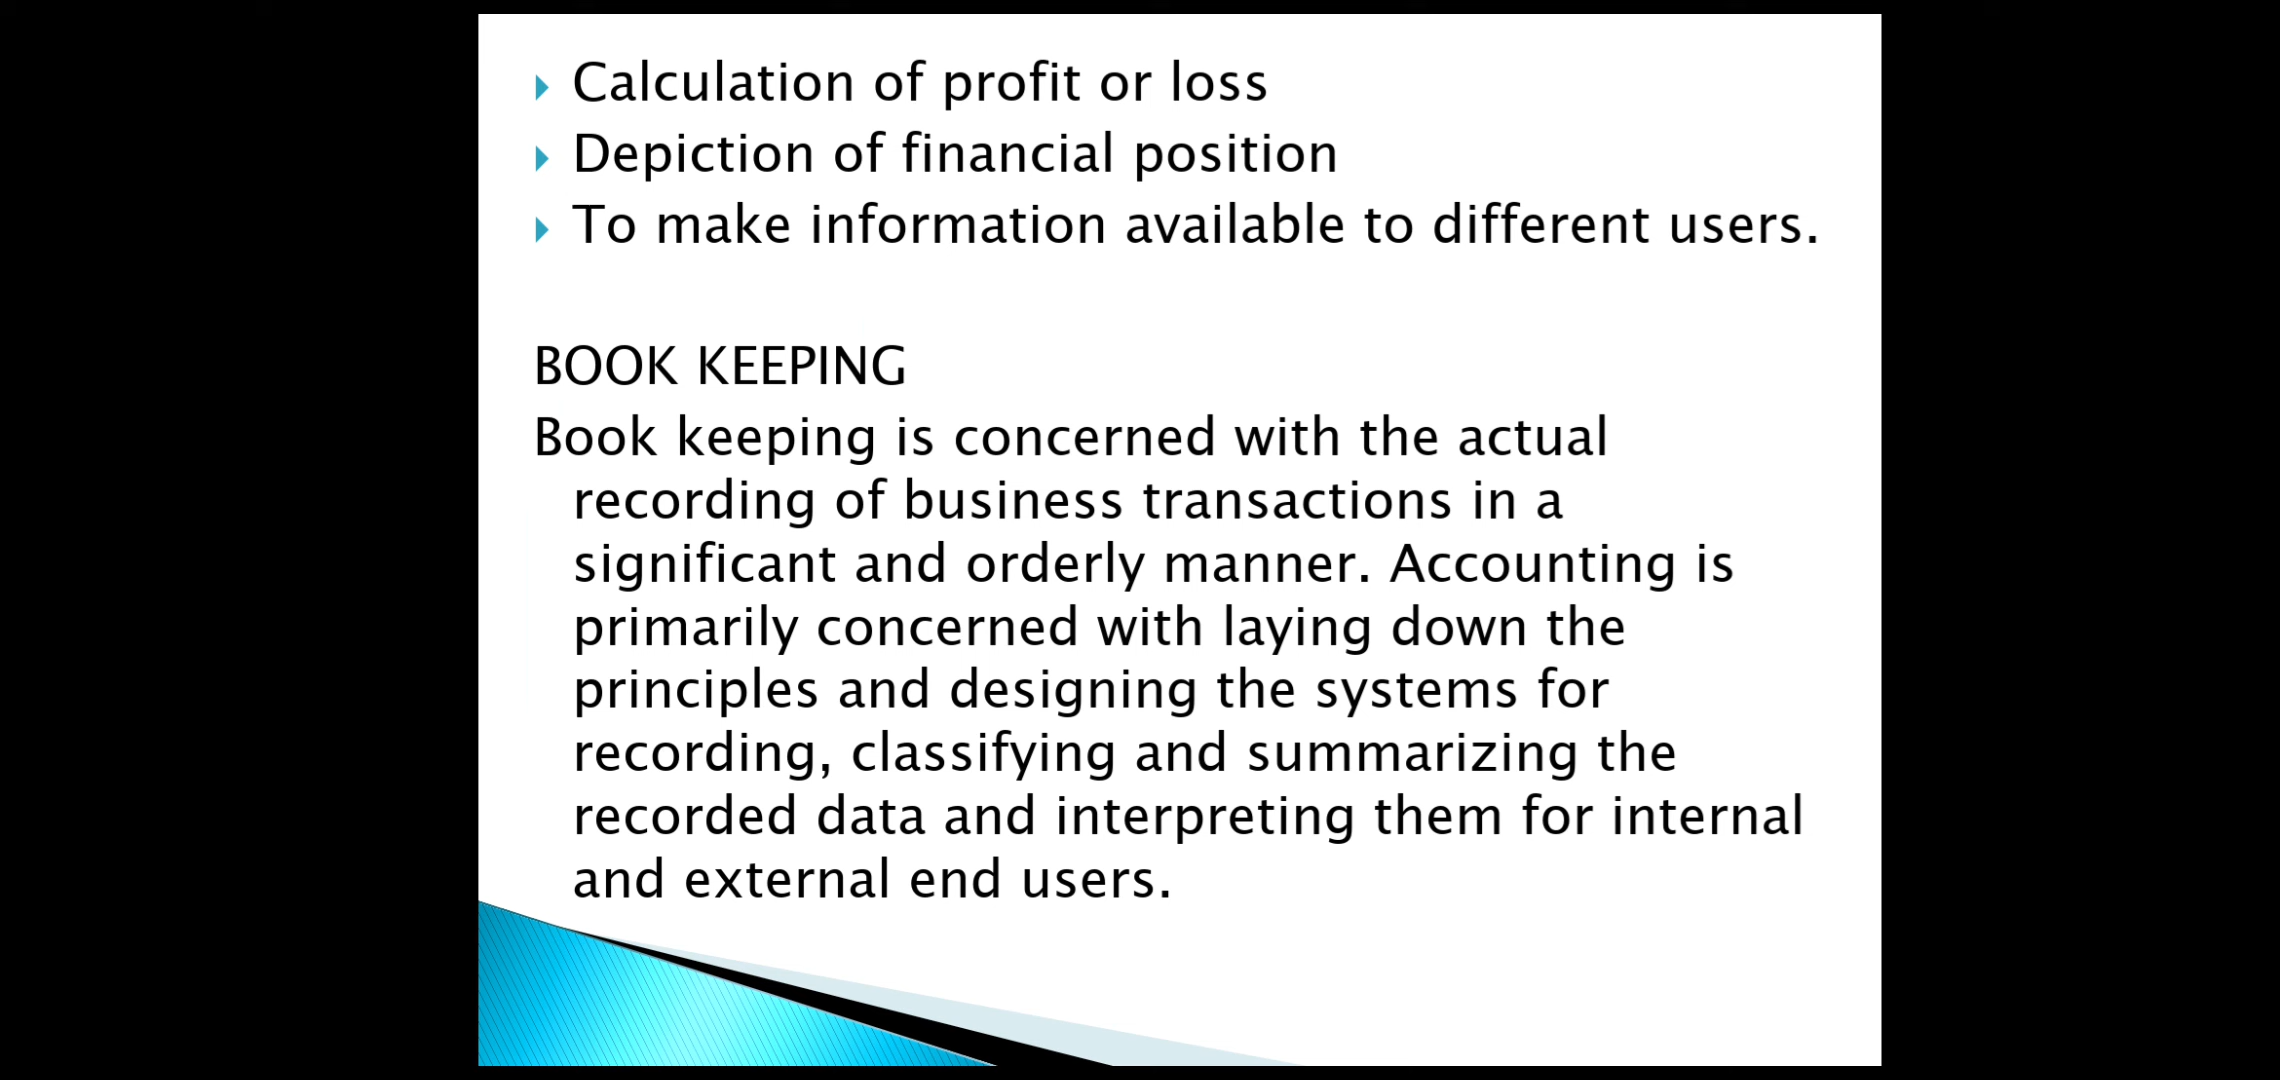 Calculation of profit or loss
Depiction of financial position
To make information available to different users.
BOOK KEEPING
Book keeping is concerned with the actual
recording of business transactions in a
significant and orderly manner. Accounting is
primarily concerned with laying down the
principles and designing the systems for
recording, classifying and summarizing the
recorded data and interpreting them for internal
and external end users.